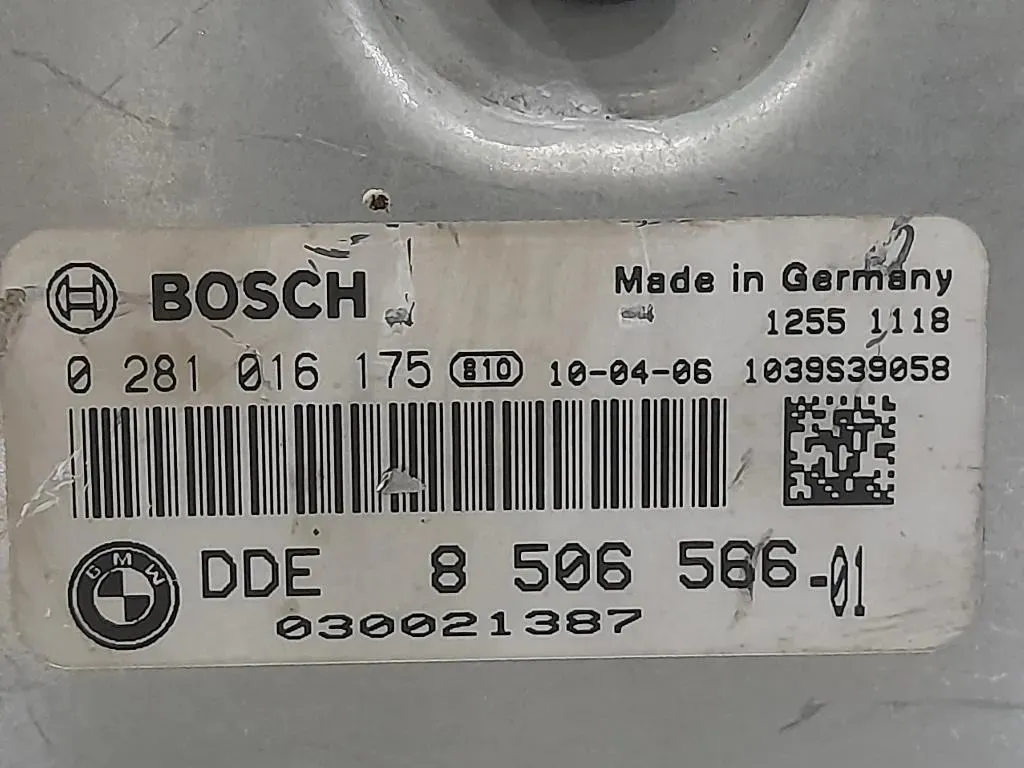 BOSCH
Made in Germany
1255 1118
0 281 016 175 810 10-04-06 1039S39058
BMW
DDE 8 506 566-01
030021387